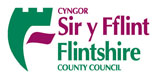 CYNGOR
Sir y Fflint
Flintshire
COUNTY COUNCIL